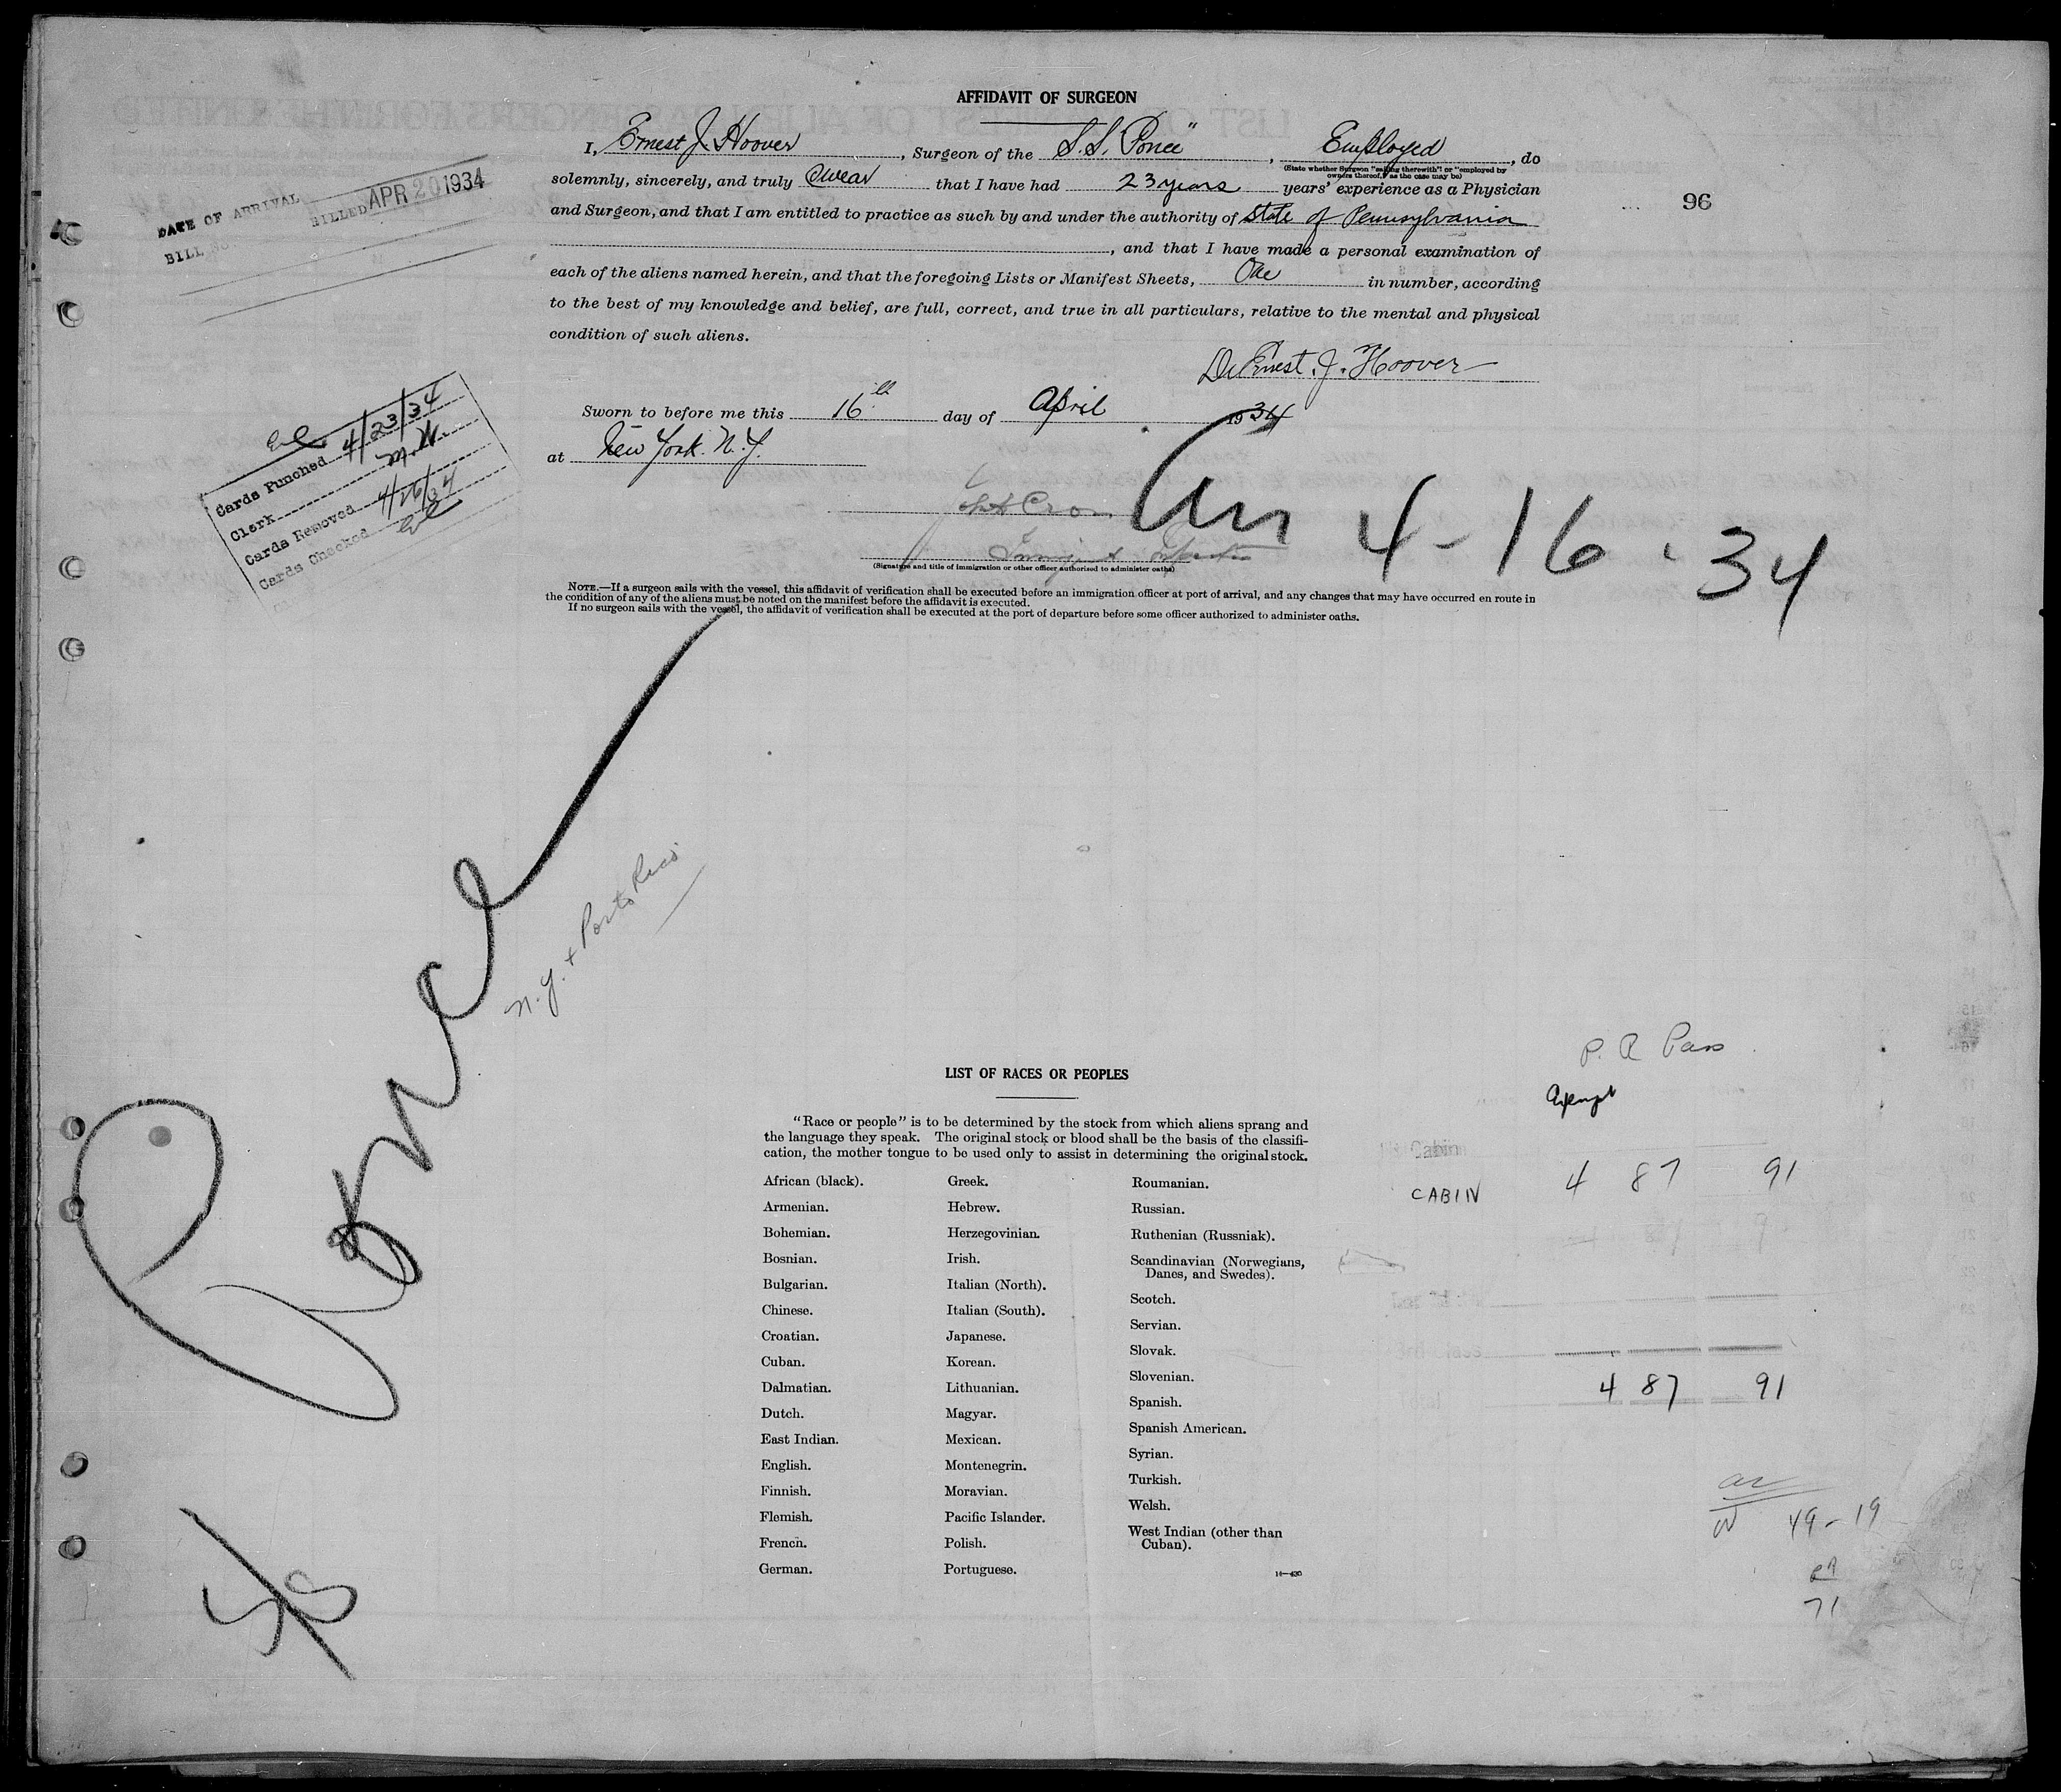 AFFIDAVIT OF SURGEON
I, Ernest J. Hoover, Surgeon of the S.S. "Ponce", Employed, do
(State whether Surgeon "sailing therewith" or "employed by
owners thereof," as the case may be)
solemnly, sincerely, and truly Swear that I have had 23 years years' experience as a Physician
and Surgeon, and that I am entitled to practice as such by and under the authority of State of Pennsylvania
, and that I have made a personal examination of
each of the aliens named herein, and that the foregoing Lists or Manifest Sheets, One in number, according
to the best of my knowledge and belief, are full, correct, and true in all particulars, relative to the mental and physical
condition of such aliens.
Dr Ernest. J. Hoover
Sworn to before me this 16th day of April 1934
at New York. N.Y.
(Signature and title of immigration or other officer authorized to administer oaths)
NOTE.—If a surgeon sails with the vessel, this affidavit of verification shall be executed before an immigration officer at port of arrival, and any changes that may have occurred en route in
the condition of any of the aliens must be noted on the manifest before the affidavit is executed.
If no surgeon sails with the vessel, the affidavit of verification shall be executed at the port of departure before some officer authorized to administer oaths.
96
DATE OF ARRIVAL
BILLED APR 20 1934
BILL NO.
Cards Punched 4/23/34
Clerk M.W.
Cards Removed 4/26/34
Cards Checked
4-16-34
Ponce
N.Y. + Porto Rico
LIST OF RACES OR PEOPLES
"Race or people" is to be determined by the stock from which aliens sprang and
the language they speak. The original stock or blood shall be the basis of the classifi-
cation, the mother tongue to be used only to assist in determining the original stock.
African (black).
Armenian.
Bohemian.
Bosnian.
Bulgarian.
Chinese.
Croatian.
Cuban.
Dalmatian.
Dutch.
East Indian.
English.
Finnish.
Flemish.
French.
German.
Greek.
Hebrew.
Herzegovinian.
Irish.
Italian (North).
Italian (South).
Japanese.
Korean.
Lithuanian.
Magyar.
Mexican.
Montenegrin.
Moravian.
Pacific Islander.
Polish.
Portuguese.
Roumanian.
Russian.
Ruthenian (Russniak).
Scandinavian (Norwegians,
Danes, and Swedes).
Scotch.
Servian.
Slovak.
Slovenian.
Spanish.
Spanish American.
Syrian.
Turkish.
Welsh.
West Indian (other than
Cuban).
14—430
P. R Pass
Cabin
CABIN 4 87 91
4 87 91
49-19
71